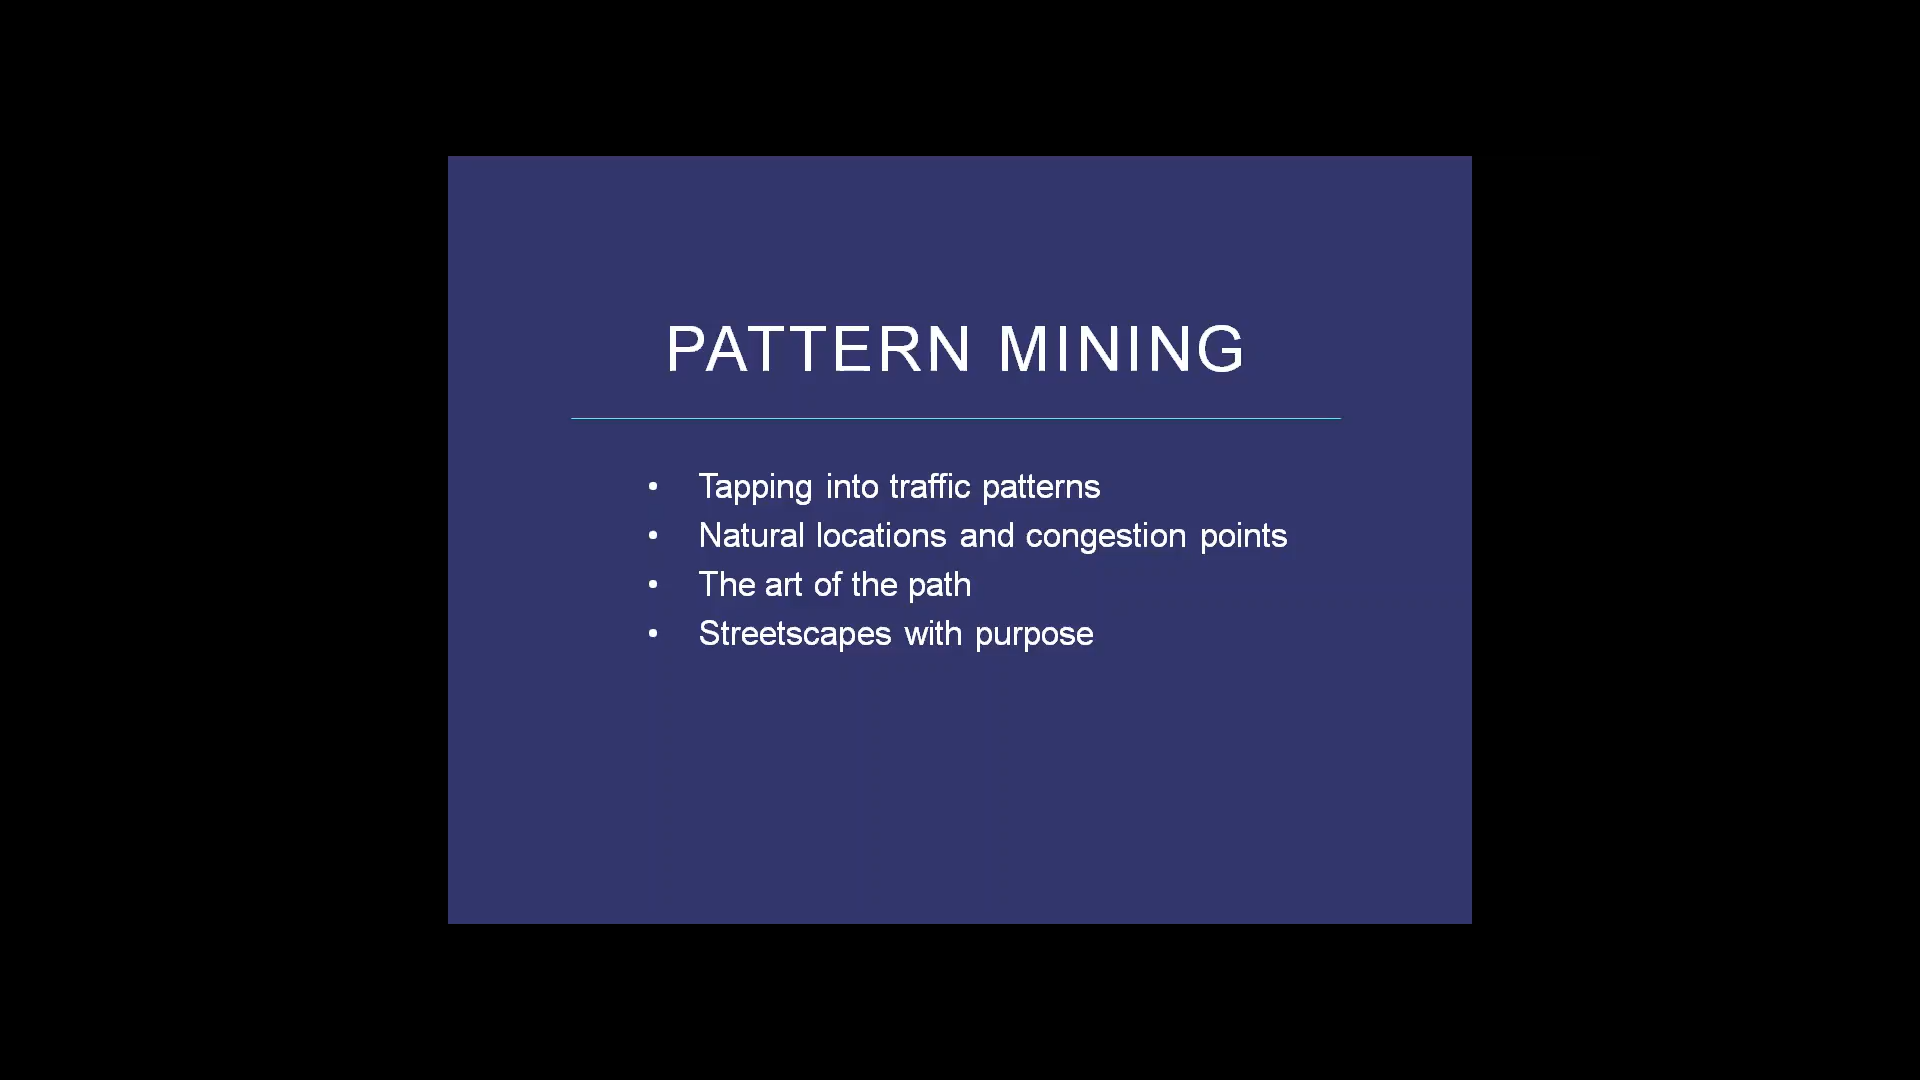 PATTERN MINING
• Tapping into traffic patterns
• Natural locations and congestion points
• The art of the path
• Streetscapes with purpose